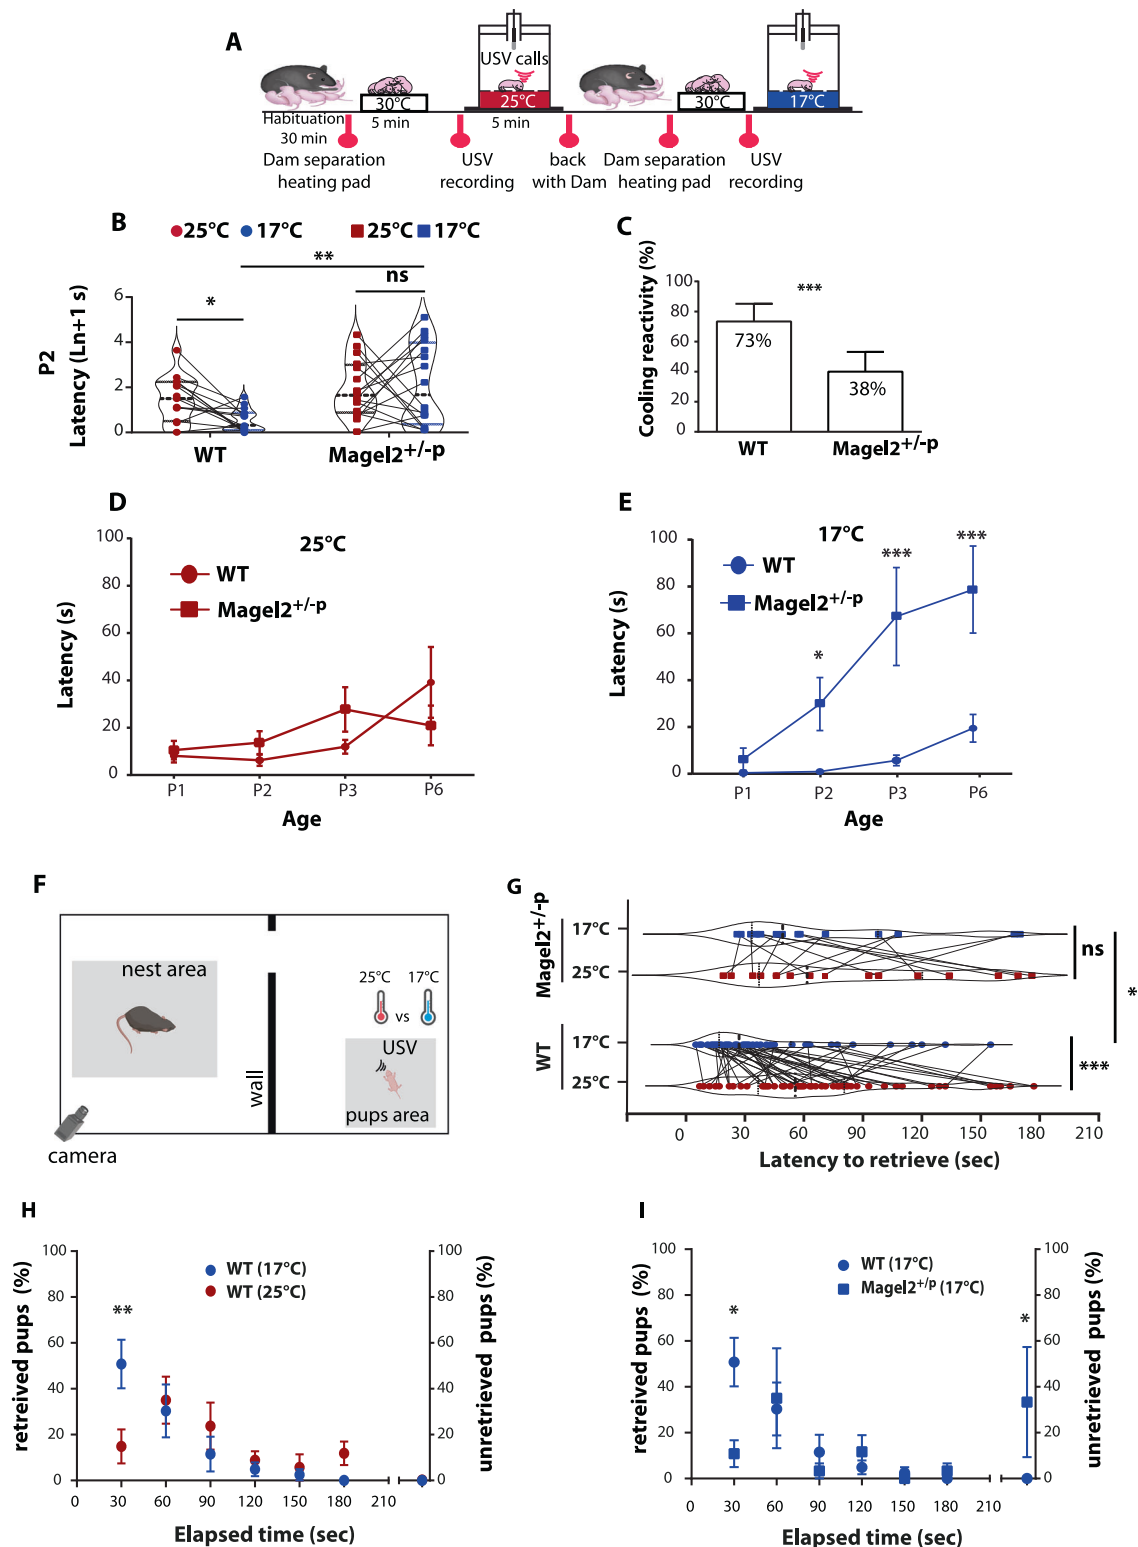 A
USV calls
30°C
25°C
30°C
17°C
Habituation
30 min
5 min
5 min
Dam separation
heating pad
USV
recording
back
with Dam
Dam separation
heating pad
USV
recording
B
25°C 17°C 25°C 17°C
**
ns
*
P2
Latency (Ln+1 s)
6
4
2
0
WT
Magel2+/-p
C
Cooling reactivity (%)
100
80
60
40
20
0
***
73%
38%
WT
Magel2+/-p
D
25°C
WT
Magel2+/-p
Latency (s)
100
80
60
40
20
0
P1 P2 P3 P6
Age
E
17°C
WT
Magel2+/-p
* *** ***
Latency (s)
100
80
60
40
20
0
P1 P2 P3 P6
Age
F
nest area
wall
25°C 17°C
vs
USV
pups area
camera
G
Magel2+/-p
17°C
25°C
WT
17°C
25°C
ns
*
***
0 30 60 90 120 150 180 210
Latency to retrieve (sec)
H
WT (17°C)
WT (25°C)
**
retreived pups (%)
100
80
60
40
20
0
unretrieved pups (%)
100
80
60
40
20
0
0 30 60 90 120 150 180 210
Elapsed time (sec)
I
WT (17°C)
Magel2+/p (17°C)
* *
retrieved pups (%)
100
80
60
40
20
0
unretrieved pups (%)
100
80
60
40
20
0
0 30 60 90 120 150 180 210
Elapsed time (sec)